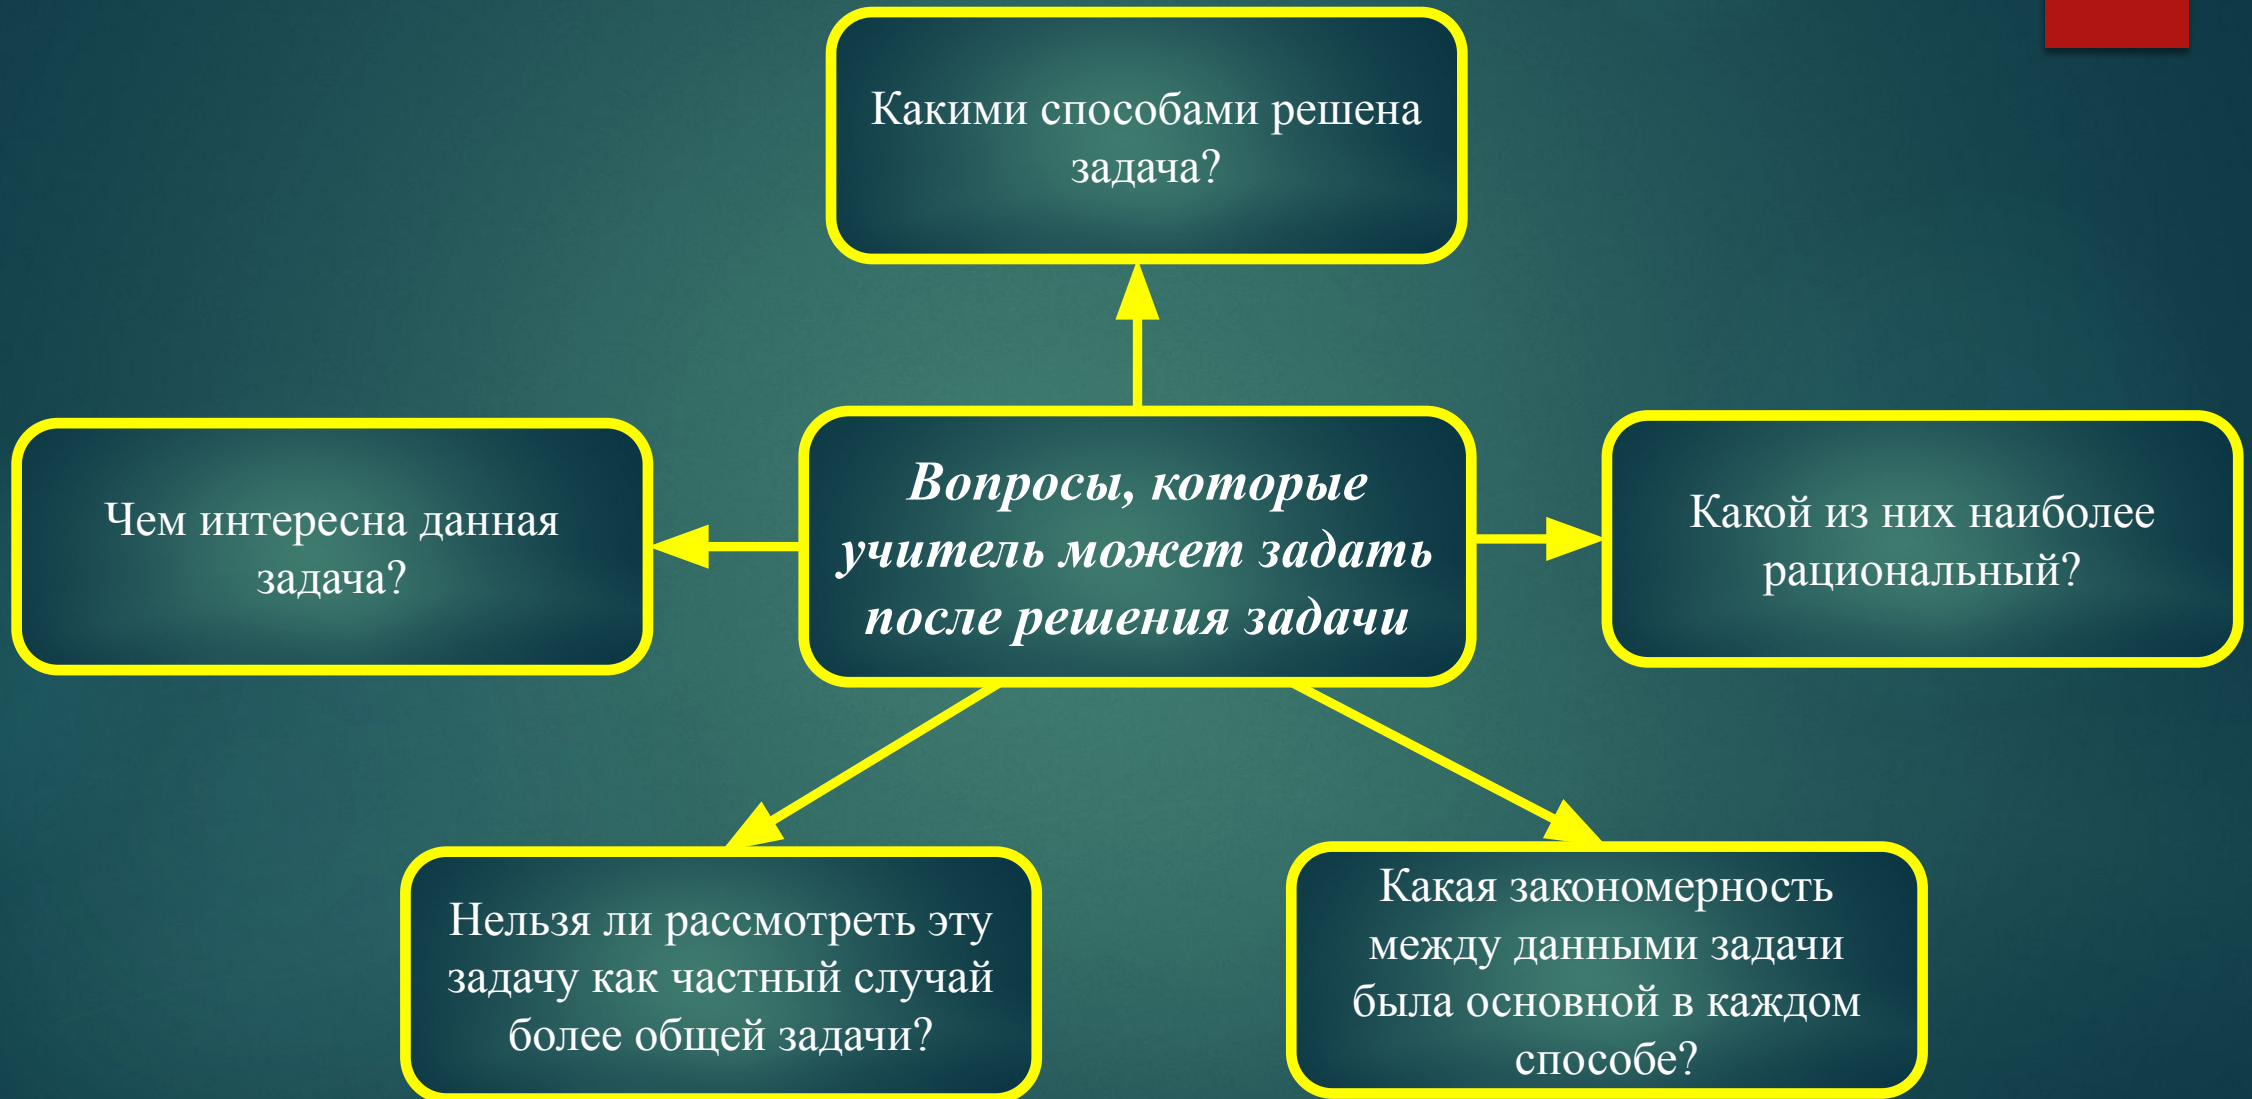 Какими способами решена
задача?
Чем интересна данная
задача?
Вопросы, которые
учитель может задать
после решения задачи
Какой из них наиболее
рациональный?
Нельзя ли рассмотреть эту
задачу как частный случай
более общей задачи?
Какая закономерность
между данными задачи
была основной в каждом
способе?